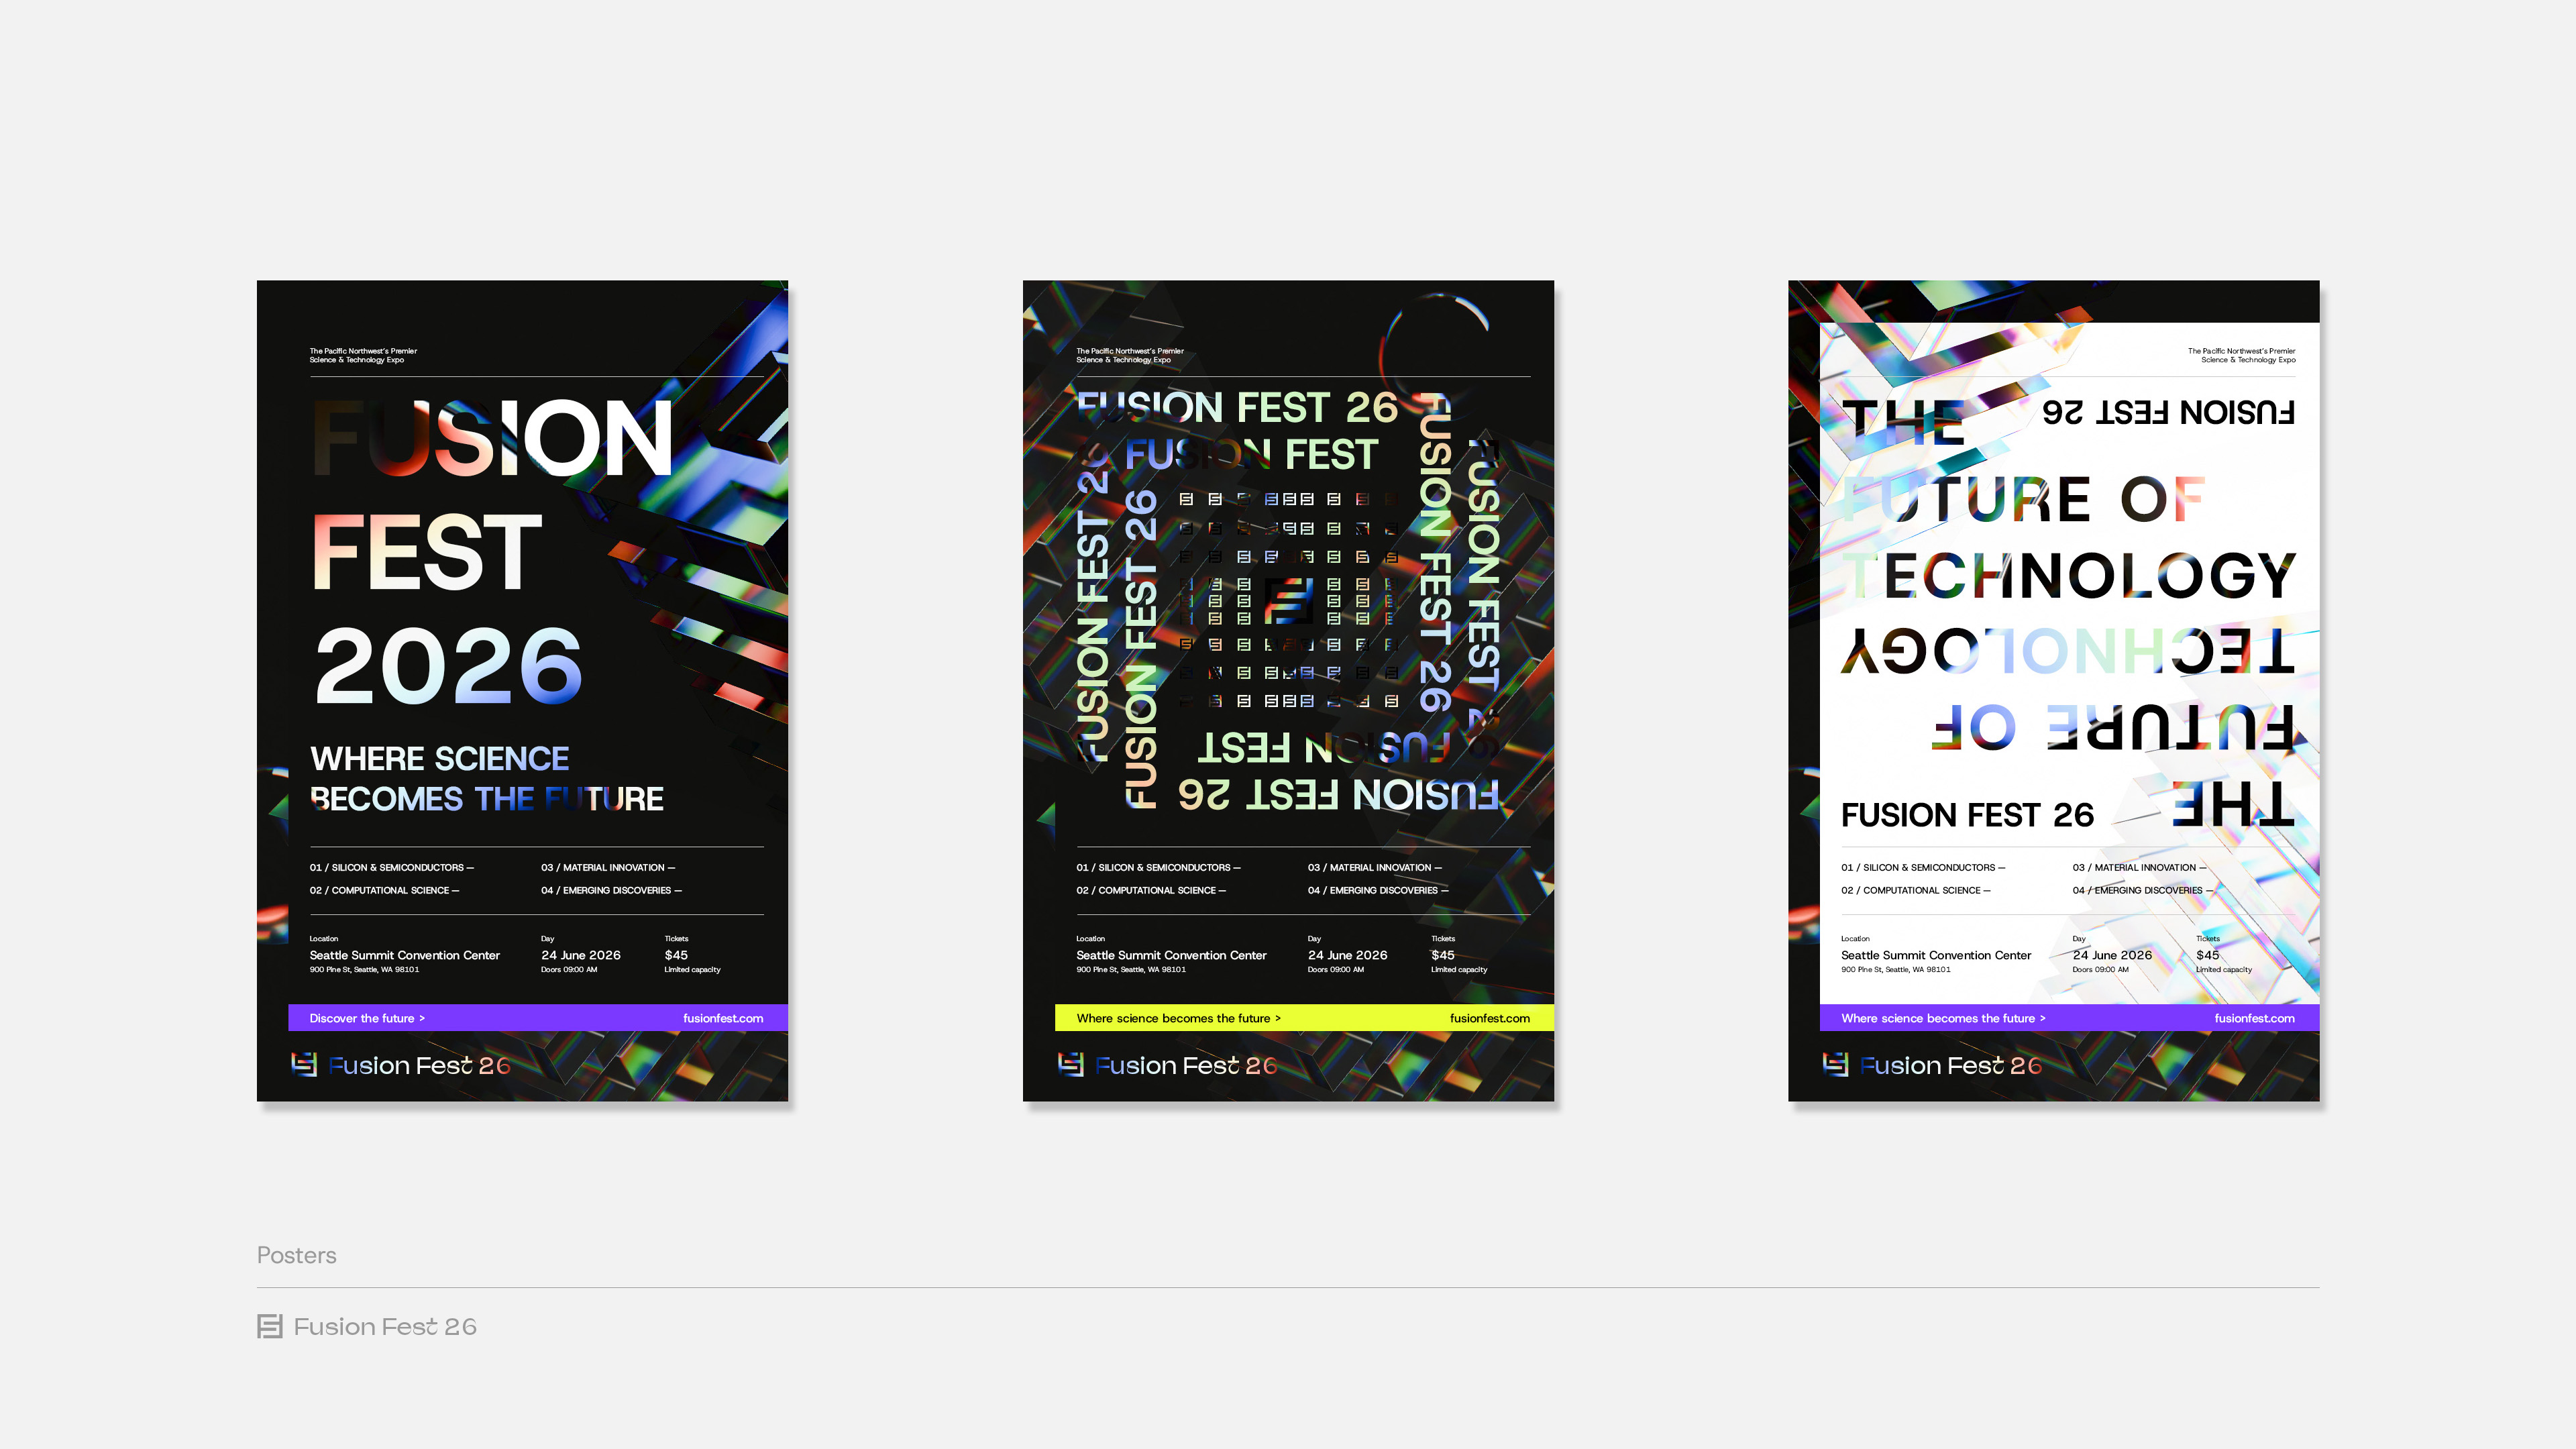 The Pacific Northwest's Premier
Science & Technology Expo
FUSION
FEST
2026
WHERE SCIENCE
BECOMES THE FUTURE
01 / SILICON & SEMICONDUCTORS —
03 / MATERIAL INNOVATION —
02 / COMPUTATIONAL SCIENCE —
04 / EMERGING DISCOVERIES —
Location
Day
Tickets
Seattle Summit Convention Center
24 June 2026
$45
900 Pine St, Seattle, WA 98101
Doors 09:00 AM
Limited capacity
Discover the future >
fusionfest.com
Fusion Fest 26
The Pacific Northwest's Premier
Science & Technology Expo
FUSION FEST 26
FUSION FEST
FUSION FEST 26
FUSION FEST 26
FUSION FEST 26
FUSION FEST 26
FUSION FEST
FUSION FEST 26
01 / SILICON & SEMICONDUCTORS —
03 / MATERIAL INNOVATION —
02 / COMPUTATIONAL SCIENCE —
04 / EMERGING DISCOVERIES —
Location
Day
Tickets
Seattle Summit Convention Center
24 June 2026
$45
900 Pine St, Seattle, WA 98101
Doors 09:00 AM
Limited capacity
Where science becomes the future >
fusionfest.com
Fusion Fest 26
The Pacific Northwest's Premier
Science & Technology Expo
THE
FUSION FEST 26
FUTURE OF
TECHNOLOGY
TECHNOLOGY
FUTURE OF
THE
FUSION FEST 26
01 / SILICON & SEMICONDUCTORS —
03 / MATERIAL INNOVATION —
02 / COMPUTATIONAL SCIENCE —
04 / EMERGING DISCOVERIES —
Location
Day
Tickets
Seattle Summit Convention Center
24 June 2026
$45
900 Pine St, Seattle, WA 98101
Doors 09:00 AM
Limited capacity
Where science becomes the future >
fusionfest.com
Fusion Fest 26
Posters
Fusion Fest 26